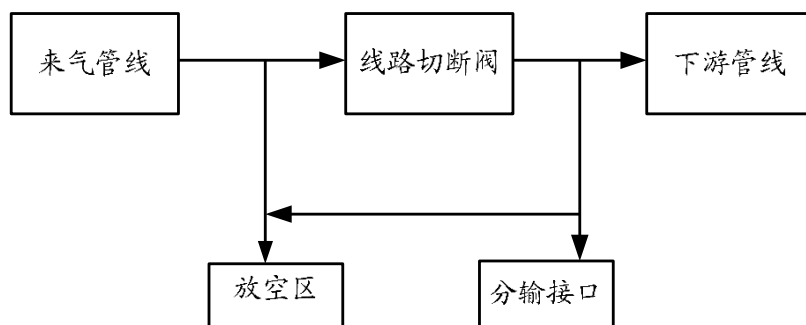 来气管线
线路切断阀
下游管线
放空区
分输接口